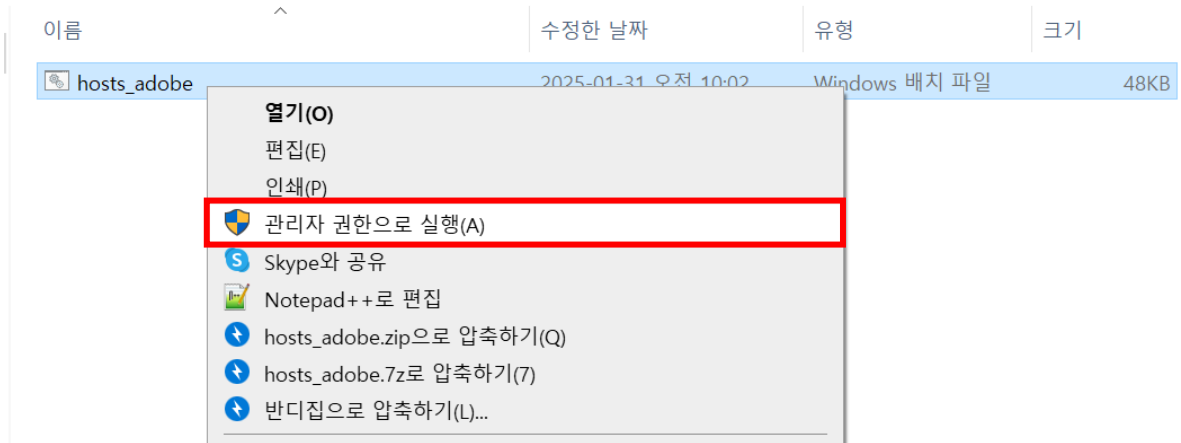 이름 수정한 날짜 유형 크기
hosts_adobe 2025-01-31 오전 10:02 Windows 배치 파일 48KB
열기(O)
편집(E)
인쇄(P)
관리자 권한으로 실행(A)
Skype와 공유
Notepad++로 편집
hosts_adobe.zip으로 압축하기(Q)
hosts_adobe.7z로 압축하기(7)
반디집으로 압축하기(L)...